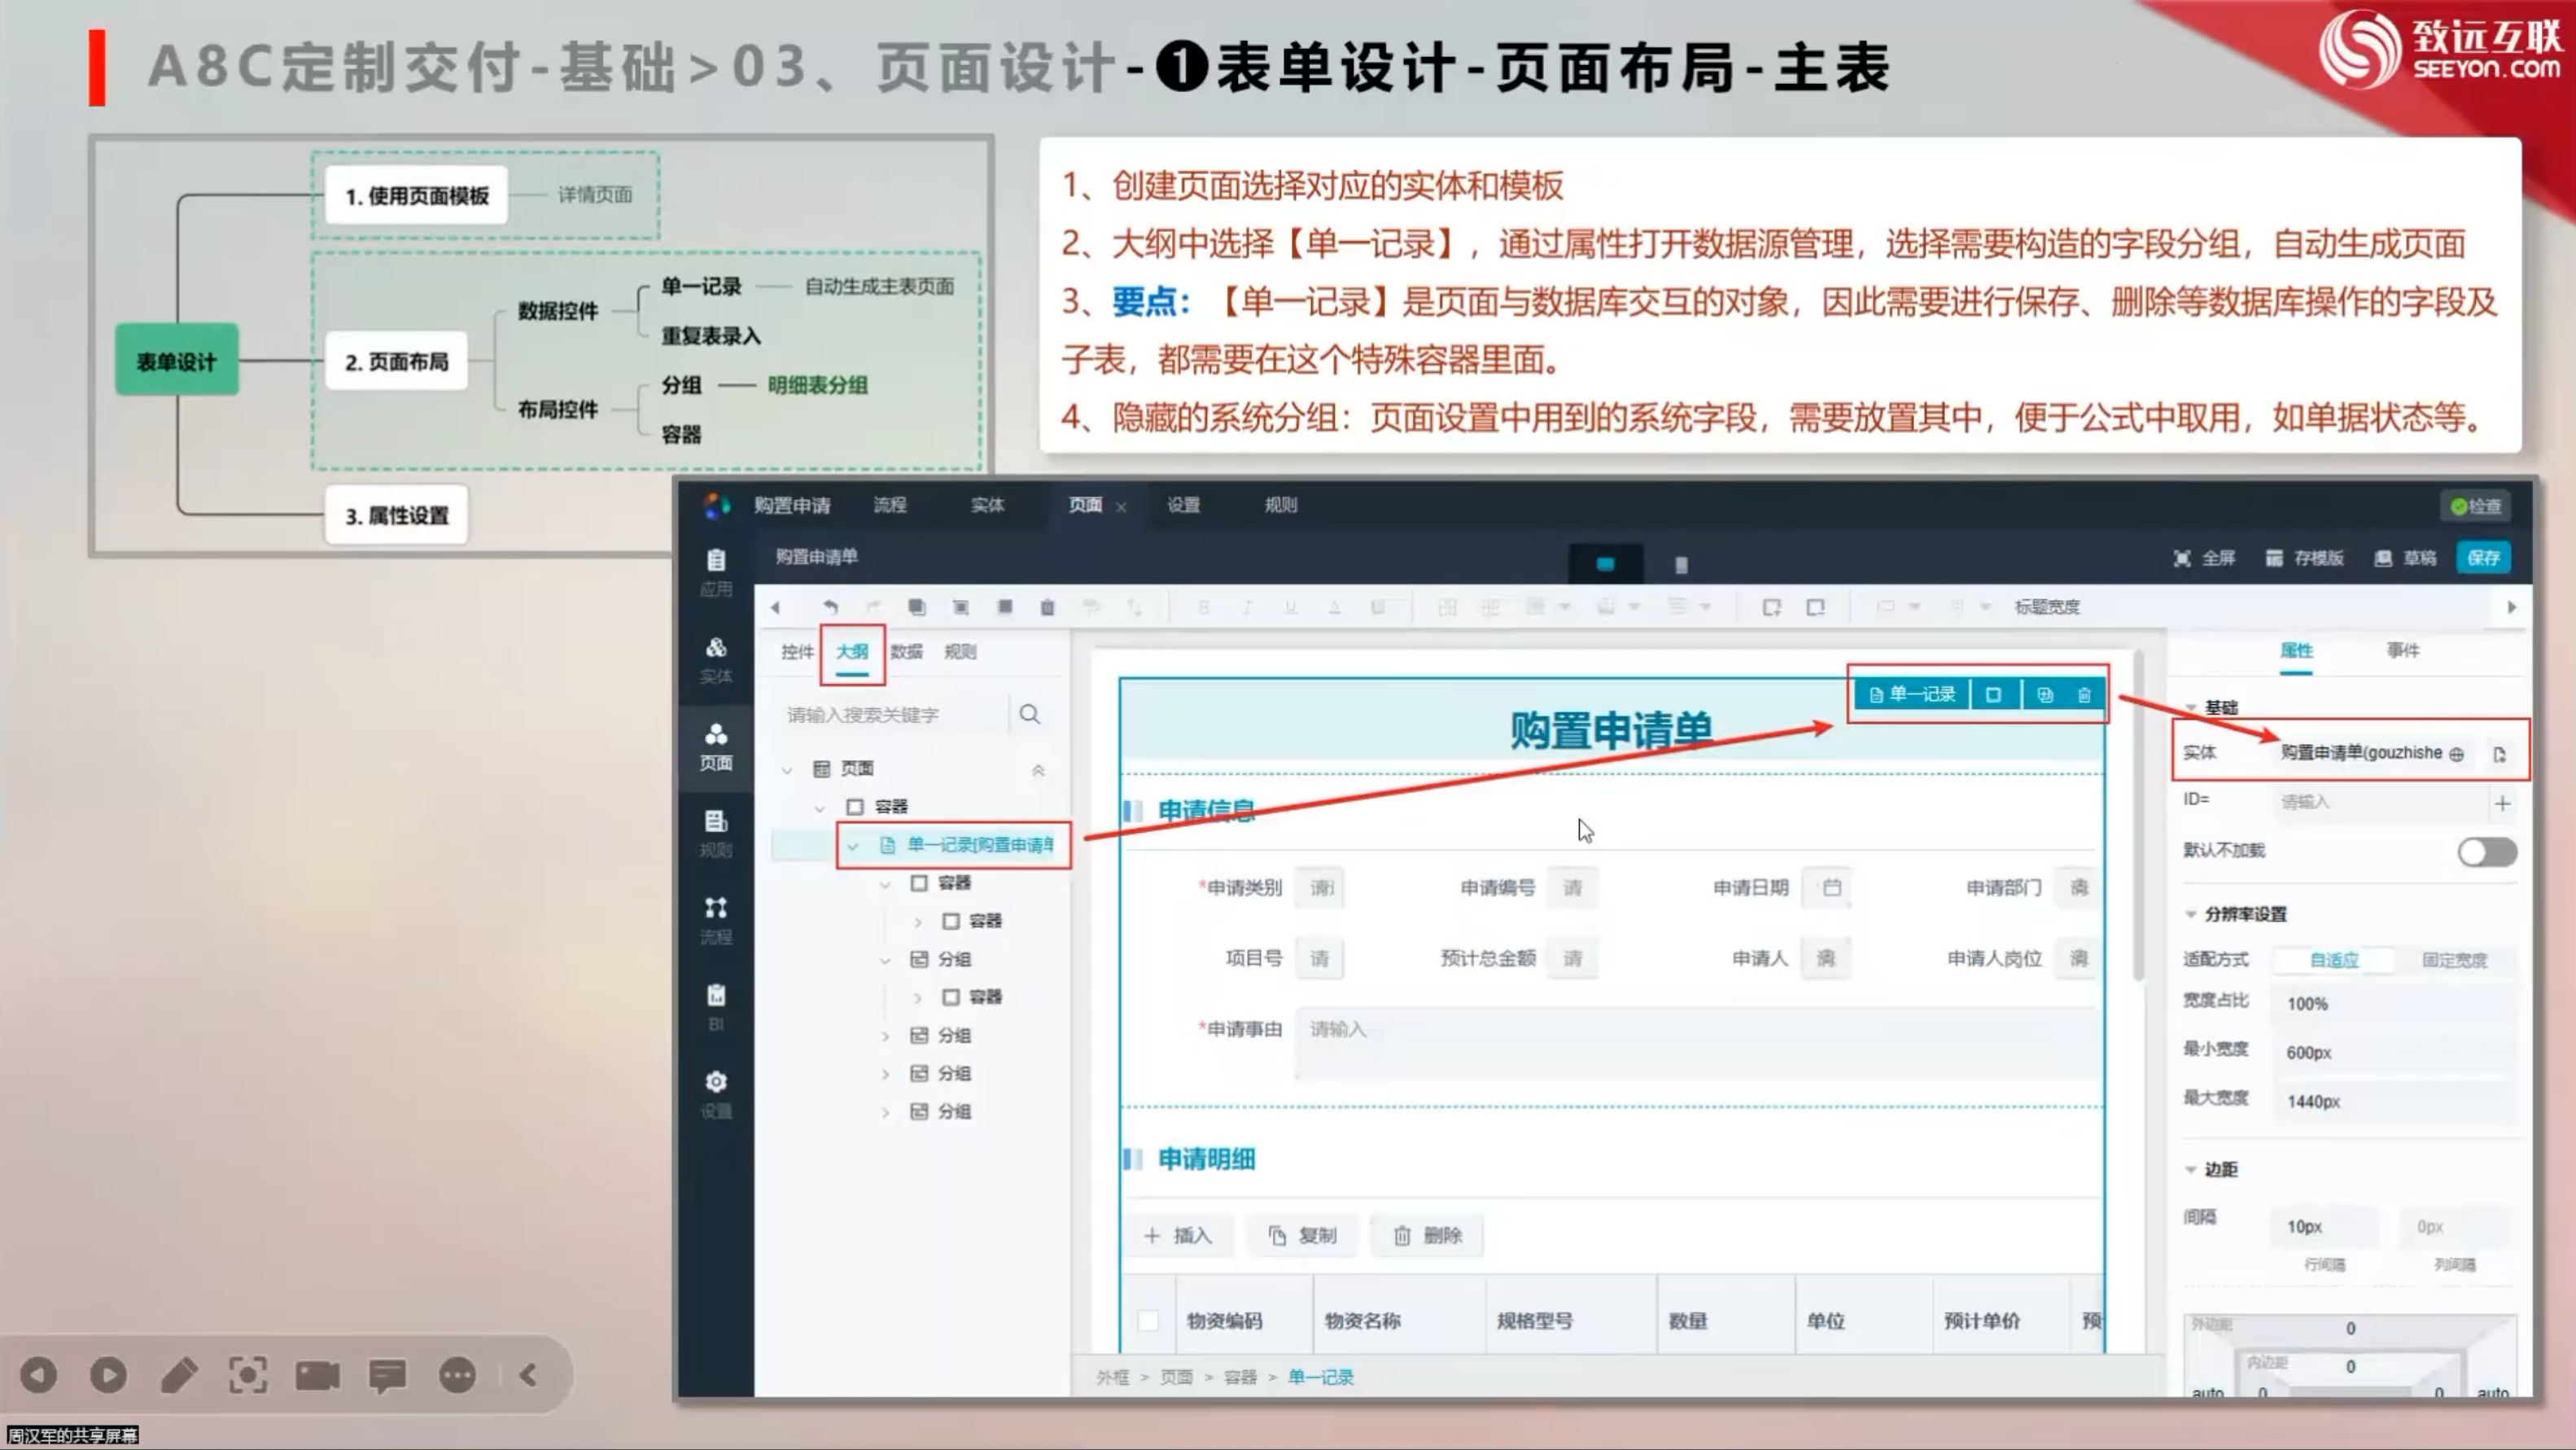 A8C定制交付-基础>03、页面设计-❶表单设计-页面布局-主表
致远互联
SEEYON.COM
表单设计
1. 使用页面模板
详情页面
2. 页面布局
数据控件
单一记录
自动生成主表页面
重复表录入
布局控件
分组
明细表分组
容器
3. 属性设置
1、创建页面选择对应的实体和模板
2、大纲中选择【单一记录】，通过属性打开数据源管理，选择需要构造的字段分组，自动生成页面
3、要点：【单一记录】是页面与数据库交互的对象，因此需要进行保存、删除等数据库操作的字段及
子表，都需要在这个特殊容器里面。
4、隐藏的系统分组：页面设置中用到的系统字段，需要放置其中，便于公式中取用，如单据状态等。
购置申请 流程 实体 页面 × 设置 规则 检查
购置申请单 全屏 存模版 草稿 保存
应用
实体
页面
规则
流程
BI
设置
B I U A 标题宽度
控件 大纲 数据 规则
请输入搜索关键字
页面
容器
单一记录[购置申请单
容器
容器
分组
容器
分组
分组
分组
单一记录
购置申请单
申请信息
*申请类别 申请编号 请 申请日期 申请部门
项目号 请 预计总金额 请 申请人 申请人岗位
*申请事由 请输入
申请明细
+ 插入 复制 删除
物资编码 物资名称 规格型号 数量 单位 预计单价 预
外框 > 页面 > 容器 > 单一记录
属性 事件
基础
实体 购置申请单(gouzhishe
ID= 请输入 +
默认不加载
分辨率设置
适配方式 自适应 固定宽度
宽度占比 100%
最小宽度 600px
最大宽度 1440px
边距
间隔 10px 0px
行间隔 列间隔
外边距 0
内边距 0
auto 0 0 auto
周汉军的共享屏幕